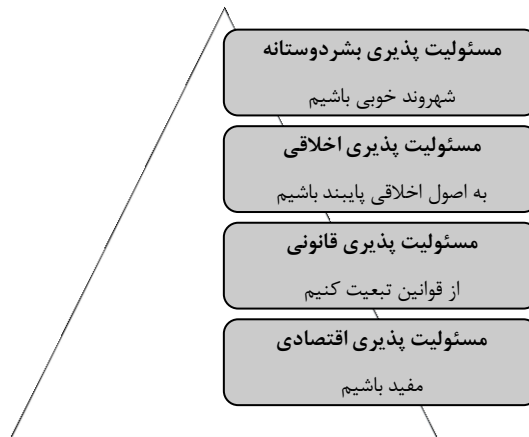 مسئولیت پذیری بشردوستانه
شهروند خوبی باشیم
مسئولیت پذیری اخلاقی
به اصول اخلاقی پایبند باشیم
مسئولیت پذیری قانونی
از قوانین تبعیت کنیم
مسئولیت پذیری اقتصادی
مفید باشیم